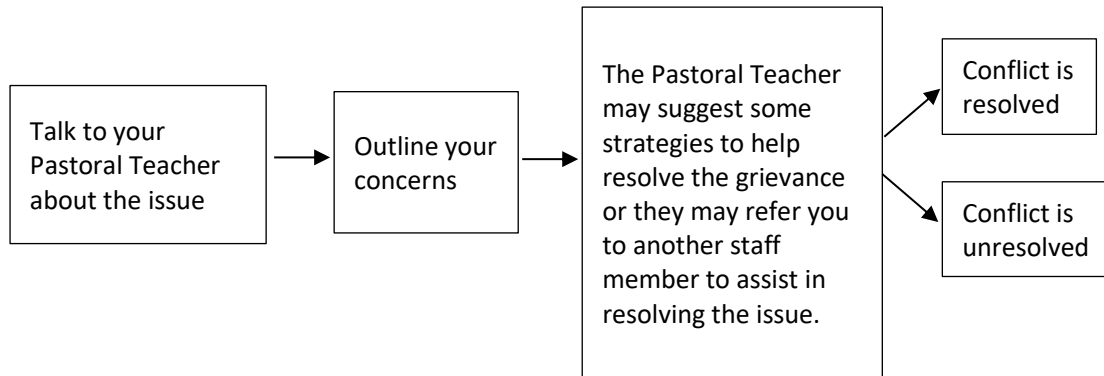 Talk to your
Pastoral Teacher
about the issue
Outline your
concerns
The Pastoral Teacher
may suggest some
strategies to help
resolve the grievance
or they may refer you
to another staff
member to assist in
resolving the issue.
Conflict is
resolved
Conflict is
unresolved